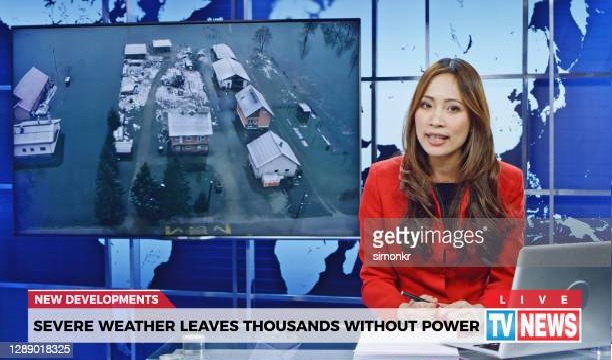 gettyimages
simonkr
NEW DEVELOPMENTS
SEVERE WEATHER LEAVES THOUSANDS WITHOUT POWER
LIVE
TV NEWS
1289018325